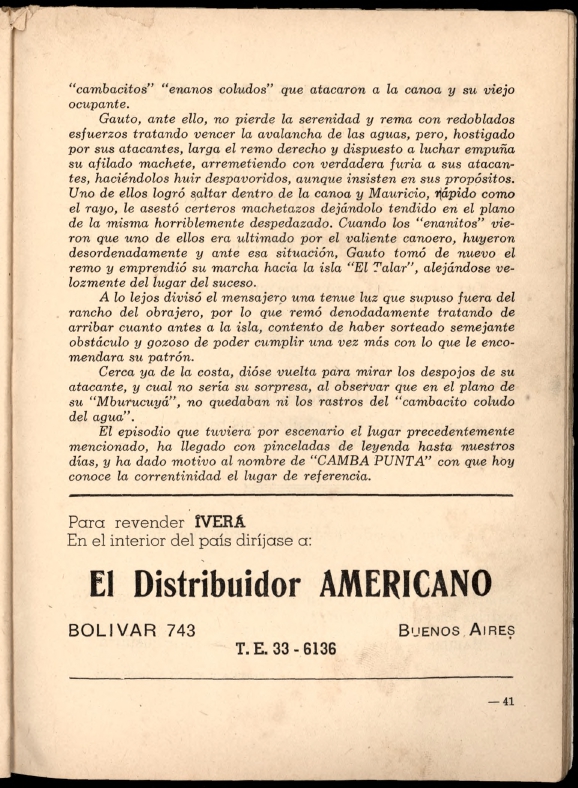 "cambacitos" "enanos coludos" que atacaron a la canoa y su viejo
ocupante.
Gauto, ante ello, no pierde la serenidad y rema con redoblados
esfuerzos tratando vencer la avalancha de las aguas, pero, hostigado
por sus atacantes, larga el remo derecho y dispuesto a luchar empuña
su afilado machete, arremetiendo con verdadera furia a sus atacan-
tes, haciéndolos huir despavoridos, aunque insisten en sus propósitos.
Uno de ellos logró saltar dentro de la canoa y Mauricio, rápido como
el rayo, le asestó certeros machetazos dejándolo tendido en el plano
de la misma horriblemente despedazado. Cuando los "enanitos" vie-
ron que uno de ellos era ultimado por el valiente canoero, huyeron
desordenadamente y ante esa situación, Gauto tomó de nuevo el
remo y emprendió su marcha hacia la isla "El Talar", alejándose ve-
lozmente del lugar del suceso.
A lo lejos divisó el mensajero una tenue luz que supuso fuera del
rancho del obrajero, por lo que remó denodadamente tratando de
arribar cuanto antes a la isla, contento de haber sorteado semejante
obstáculo y gozoso de poder cumplir una vez más con lo que le enco-
mendara su patrón.
Cerca ya de la costa, dióse vuelta para mirar los despojos de su
atacante, y cual no sería su sorpresa, al observar que en el plano de
su "Mburucuyá", no quedaban ni los rastros del "cambacito coludo
del agua".
El episodio que tuviera por escenario el lugar precedentemente
mencionado, ha llegado con pinceladas de leyenda hasta nuestros
días, y ha dado motivo al nombre de "CAMBA PUNTA" con que hoy
conoce la correntinidad el lugar de referencia.
Para revender ÎVERÁ
En el interior del país diríjase a:
El Distribuidor AMERICANO
BOLIVAR 743 BUENOS AIRES
T. E. 33 - 6136
— 41